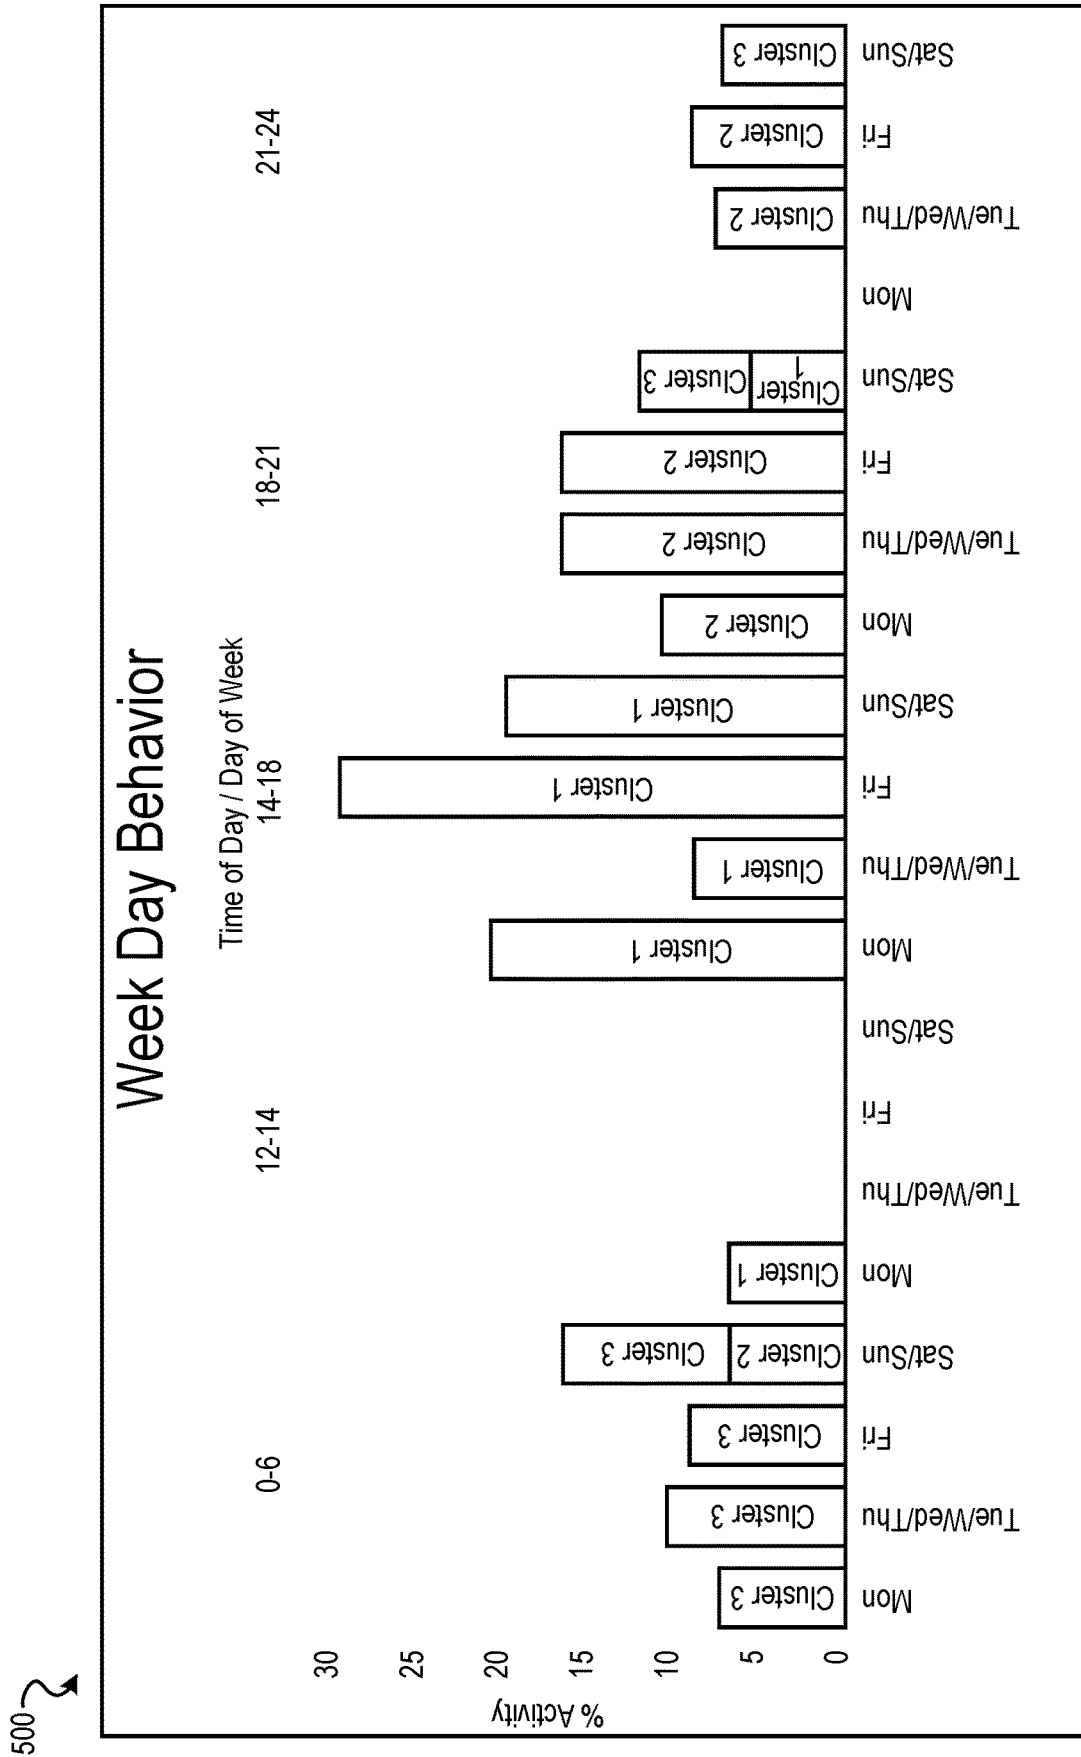 500
Week Day Behavior
Time of Day / Day of Week
0-6
12-14
14-18
18-21
21-24
% Activity
30
25
20
15
10
5
0
Cluster 3
Cluster 3
Cluster 3
Cluster 3
Cluster 2
Cluster 1
Cluster 1
Cluster 1
Cluster 1
Cluster 1
Cluster 2
Cluster 2
Cluster 2
Cluster 3
Cluster
1
Cluster 2
Cluster 2
Cluster 3
Mon
Tue/Wed/Thu
Fri
Sat/Sun
Mon
Tue/Wed/Thu
Fri
Sat/Sun
Mon
Tue/Wed/Thu
Fri
Sat/Sun
Mon
Tue/Wed/Thu
Fri
Sat/Sun
Mon
Tue/Wed/Thu
Fri
Sat/Sun